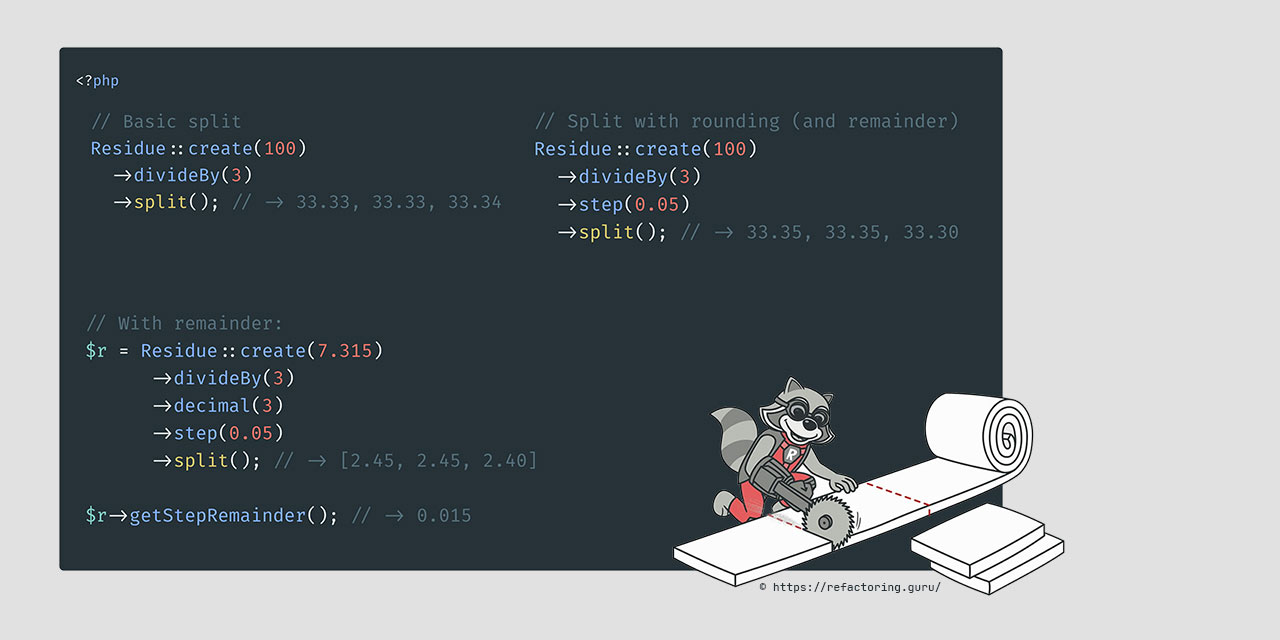 <?php
// Basic split
Residue::create(100)
->divideBy(3)
->split(); // -> 33.33, 33.33, 33.34
// Split with rounding (and remainder)
Residue::create(100)
->divideBy(3)
->step(0.05)
->split(); // -> 33.35, 33.35, 33.30
// With remainder:
$r = Residue::create(7.315)
->divideBy(3)
->decimal(3)
->step(0.05)
->split(); // -> [2.45, 2.45, 2.40]
$r->getStepRemainder(); // -> 0.015
R
© https://refactoring.guru/